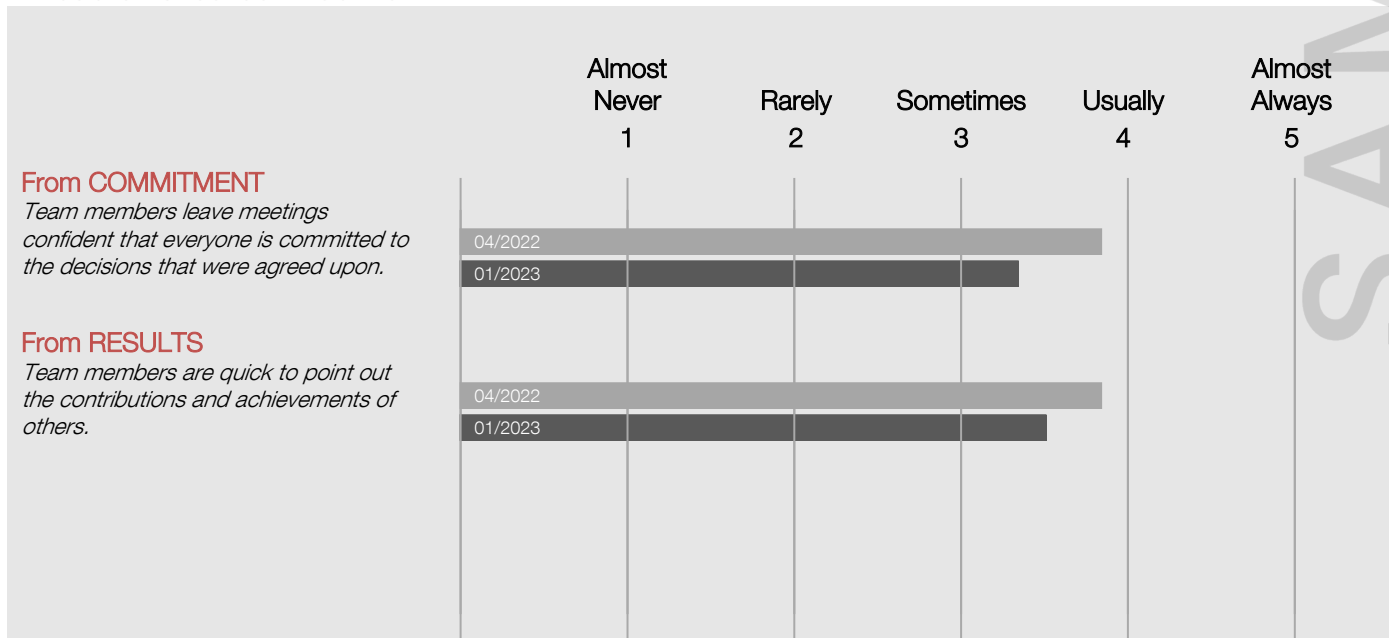 Almost Never
Rarely
Sometimes
Usually
Almost Always
1
2
3
4
5
From COMMITMENT
Team members leave meetings
confident that everyone is committed to
the decisions that were agreed upon.
04/2022
01/2023
From RESULTS
Team members are quick to point out
the contributions and achievements of
others.
04/2022
01/2023